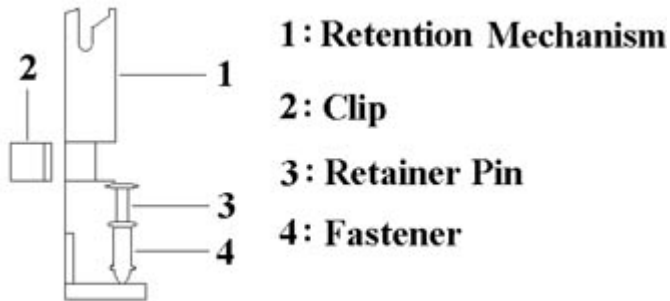 1: Retention Mechanism
2
1
2: Clip
3: Retainer Pin
3
4: Fastener
4